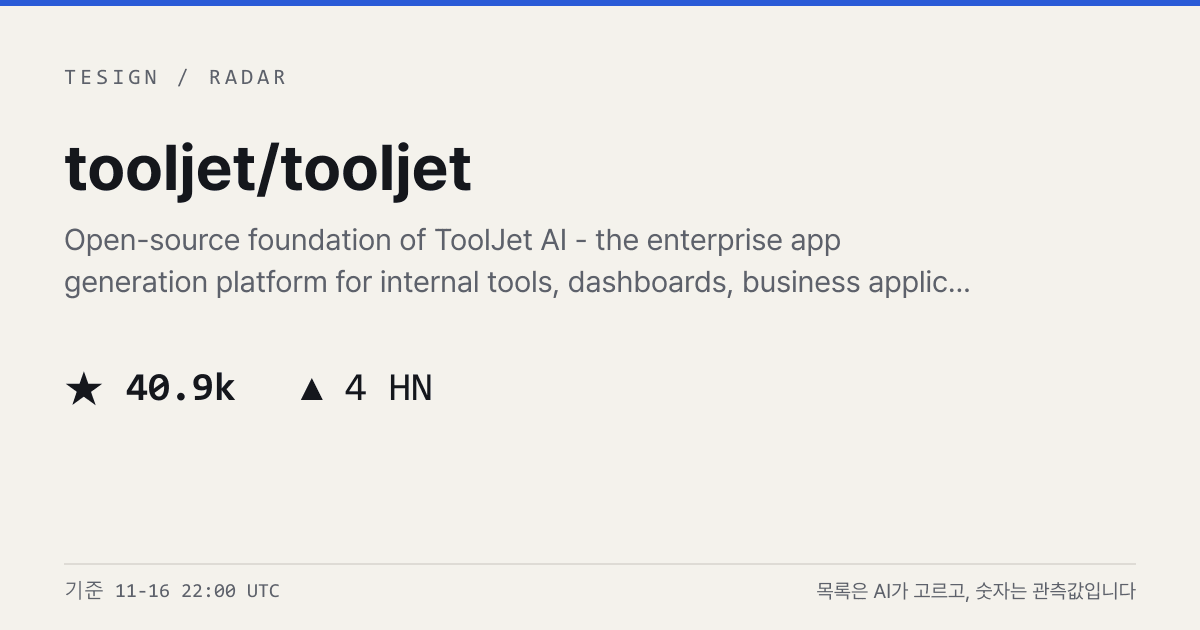 TESIGN / RADAR
tooljet/tooljet
Open-source foundation of ToolJet AI - the enterprise app
generation platform for internal tools, dashboards, business applic...
★ 40.9k ▲ 4 HN
기준 11-16 22:00 UTC
목록은 AI가 고르고, 숫자는 관측값입니다